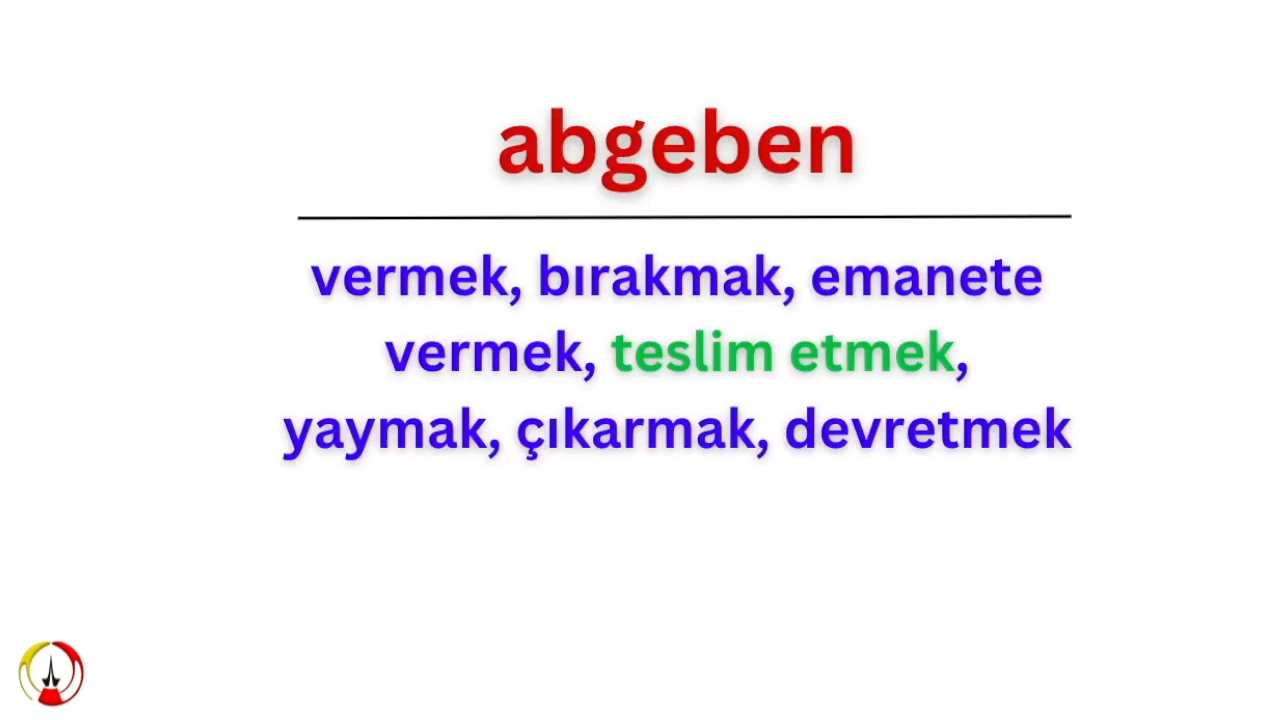 abgeben
vermek, bırakmak, emanete
vermek, teslim etmek,
yaymak, çıkarmak, devretmek